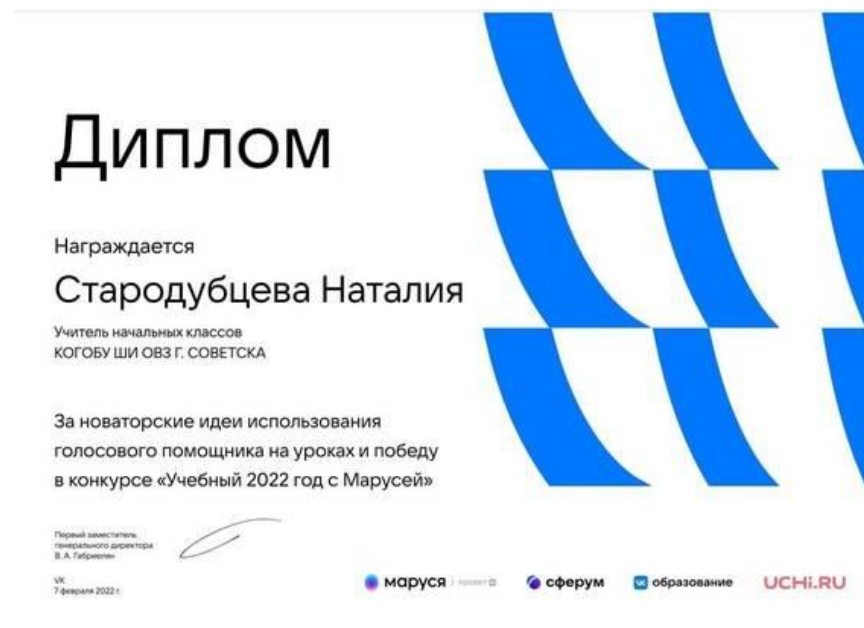 Диплом
Награждается
Стародубцева Наталия
Учитель начальных классов
КОГОБУ ШИ ОВЗ Г. СОВЕТСКА
За новаторские идеи использования
голосового помощника на уроках и победу
в конкурсе «Учебный 2022 год с Марусей»
Первый заместитель
генерального директора
В. А. Габриелян
VK
7 февраля 2022 г.
маруся проект
сферум
образование
UCHi.RU